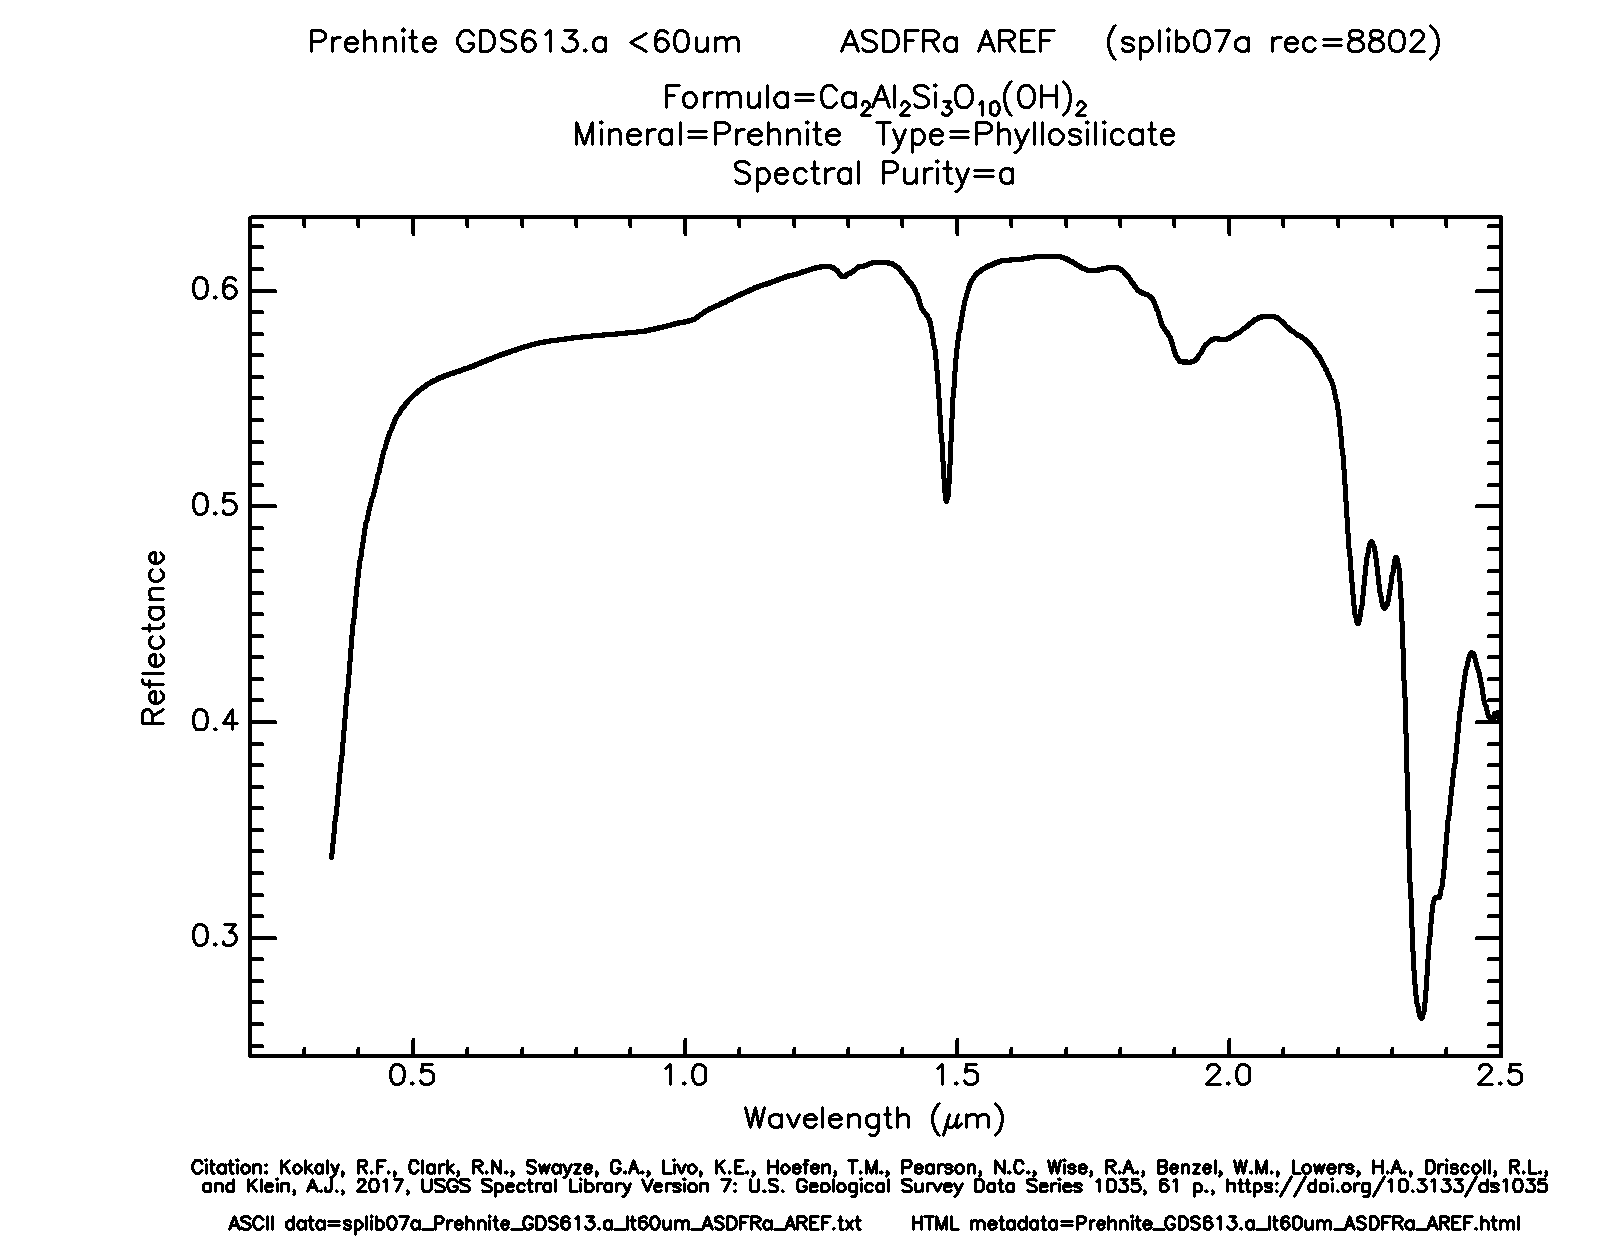 Prehnite GDS613.a <60um ASDFRa AREF (splib07a rec=8802)
Formula=Ca₂Al₂Si₃O₁₀(OH)₂
Mineral=Prehnite Type=Phyllosilicate
Spectral Purity=a
0.6
0.5
0.4
0.3
Reflectance
0.5 1.0 1.5 2.0 2.5
Wavelength (μm)
Citation: Kokaly, R.F., Clark, R.N., Swayze, G.A., Livo, K.E., Hoefen, T.M., Pearson, N.C., Wise, R.A., Benzel, W.M., Lowers, H.A., Driscoll, R.L.,
and Klein, A.J., 2017, USGS Spectral Library Version 7: U.S. Geological Survey Data Series 1035, 61 p., https://doi.org/10.3133/ds1035
ASCII data=splib07a_Prehnite_GDS613.a_lt60um_ASDFRa_AREF.txt HTML metadata=Prehnite_GDS613.a_lt60um_ASDFRa_AREF.html